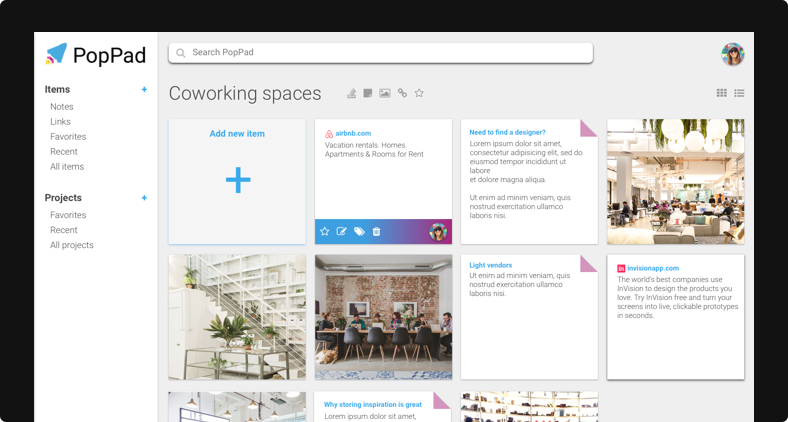 PopPad
Search PopPad
Items +
Notes
Links
Favorites
Recent
All items
Projects +
Favorites
Recent
All projects
Coworking spaces
Add new item
+
airbnb.com
Vacation rentals. Homes.
Apartments & Rooms for Rent
Need to find a designer?
Lorem ipsum dolor sit amet,
consectetur adipisicing elit, sed do
eiusmod tempor incididunt ut
labore
et dolore magna aliqua.
Ut enim ad minim veniam, quis
nostrud exercitation ullamco
laboris nisi.
Light vendors
Ut enim ad minim veniam, quis
nostrud exercitation ullamco
laboris nisi.
in invisionapp.com
The world's best companies use
InVision to design the products you
love. Try InVision free and turn your
screens into live, clickable prototypes
in seconds.
Why storing inspiration is great
Lorem ipsum dolor sit amet,